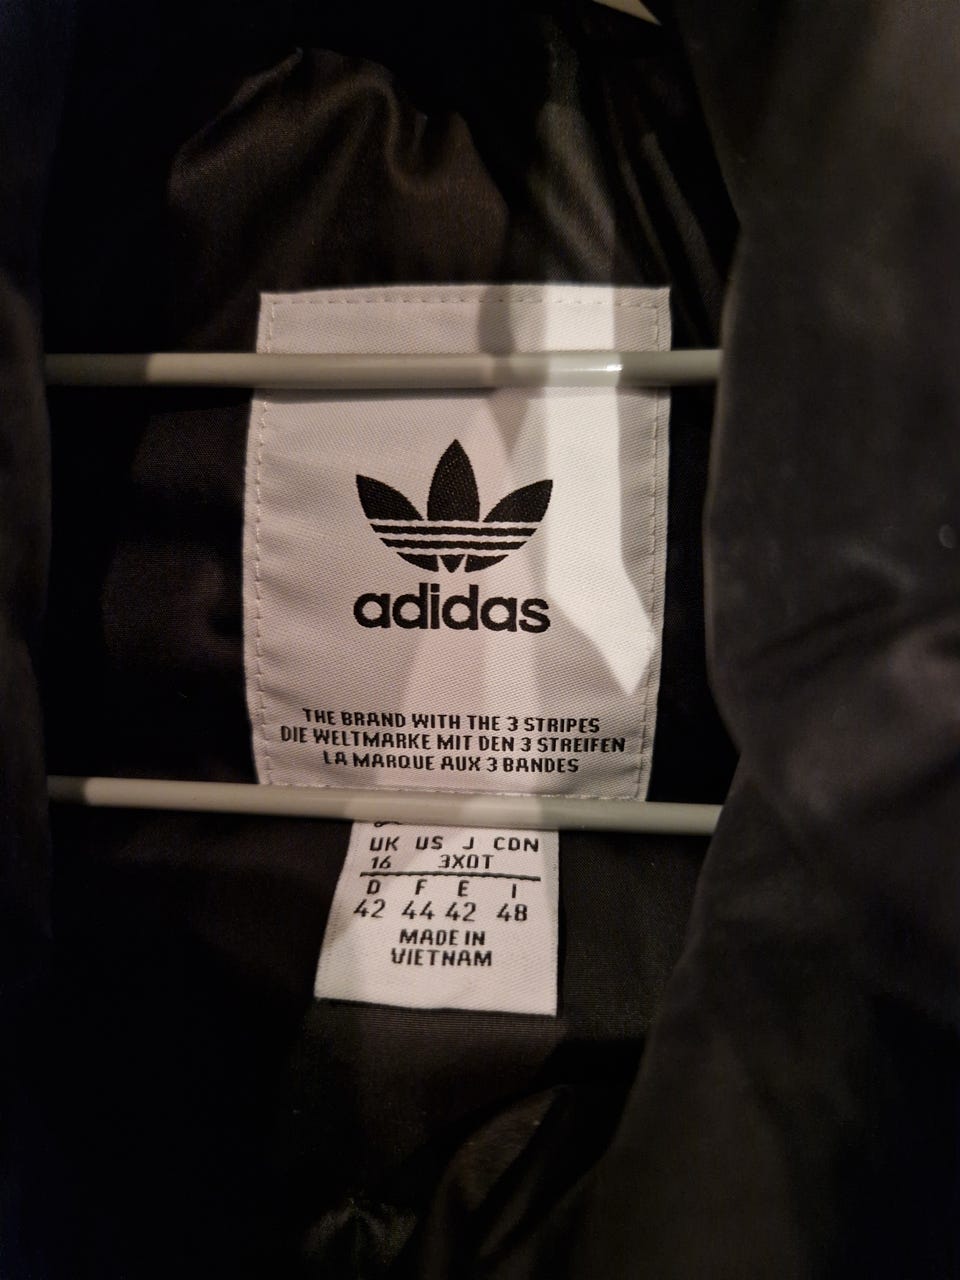 adidas
THE BRAND WITH THE 3 STRIPES
DIE WELTMARKE MIT DEN 3 STREIFEN
LA MARQUE AUX 3 BANDES
UK US J CDN
16 3XOT
D F E I
42 44 42 48
MADE IN
VIETNAM